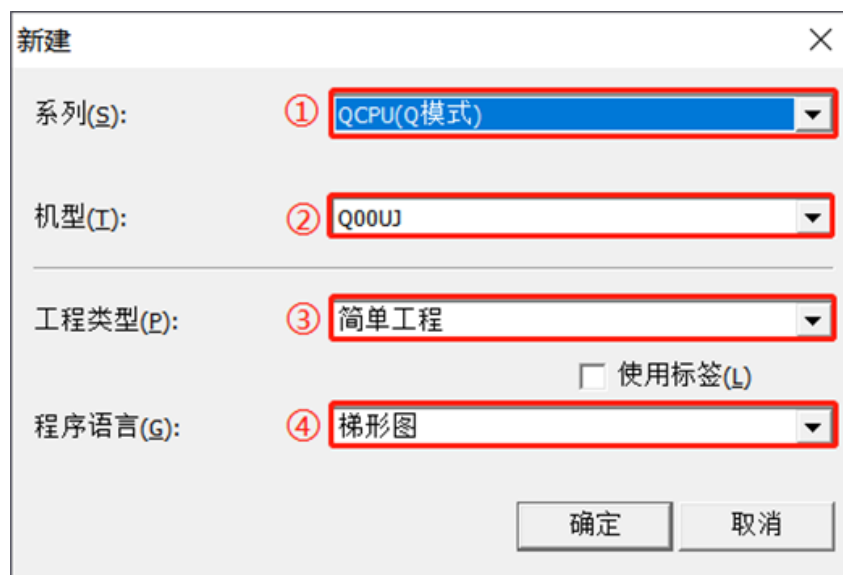 新建
系列(S): ① QCPU(Q模式)
机型(T): ② Q00UJ
工程类型(P): ③ 简单工程
使用标签(L)
程序语言(G): ④ 梯形图
确定 取消